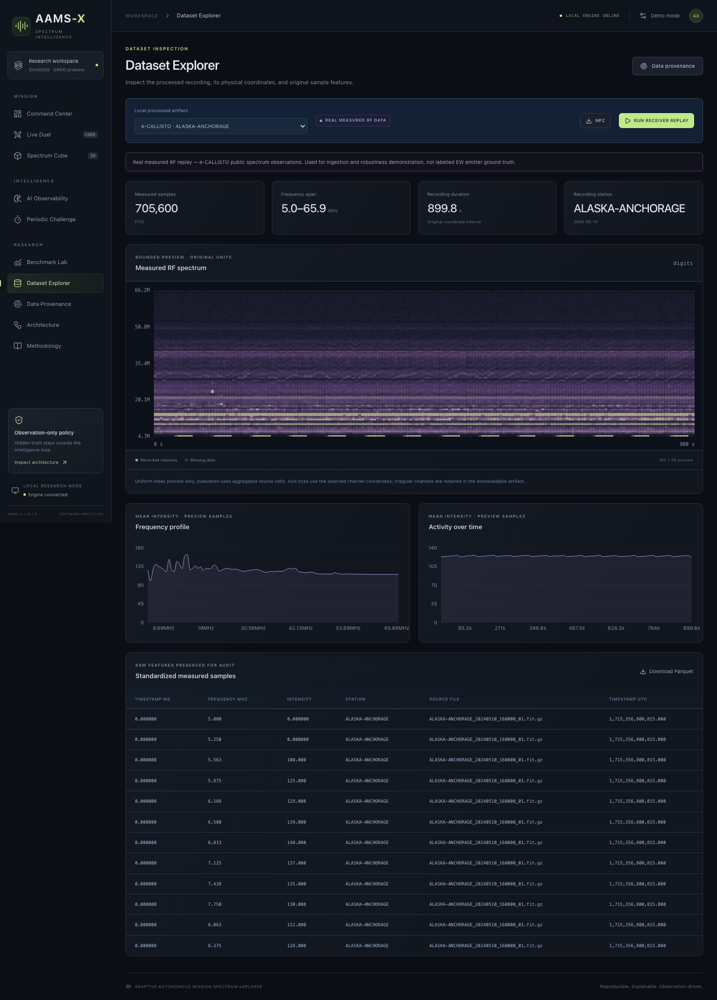 AAMS-X
SPECTRUM
INTELLIGENCE
Research workspace
SIH26055 · DRDO problem
MISSION
Command Center
Live Duel CORE
Spectrum Cube 3D
INTELLIGENCE
AI Observability
Periodic Challenge
RESEARCH
Benchmark Lab
Dataset Explorer
Data Provenance
Architecture
Methodology
Observation-only policy
Hidden truth stays outside the
intelligence loop.
Inspect architecture
LOCAL RESEARCH NODE
Engine connected
AAMS-X / v0.1.0 SOFTWARE PROTOTYPE
WORKSPACE > Dataset Explorer
LOCAL ENGINE ONLINE
Demo mode
AX
DATASET INSPECTION
Dataset Explorer
Inspect the processed recording, its physical coordinates, and original sample features.
Data provenance
Local processed artifact
e-CALLISTO · ALASKA-ANCHORAGE
REAL MEASURED RF DATA
NPZ
RUN RECEIVER REPLAY
Real measured RF replay — e-CALLISTO public spectrum observations. Used for ingestion and robustness demonstration, not labelled EW emitter ground truth.
Measured samples
705,600
FITS
Frequency span
5.0–65.9 MHz
Recording duration
899.8 s
Original coordinate interval
Recording station
ALASKA-ANCHORAGE
2024-05-10
BOUNDED PREVIEW · ORIGINAL UNITS
Measured RF spectrum
digits
66.2M
50.8M
35.4M
20.1M
4.7M
0 s 900 s
Recorded intensity Missing data 180 × 96 preview
Uniform index preview only; evaluation uses aggregated source cells. Axis ticks use the selected channel coordinates; irregular channels are retained in the downloadable artifact.
MEAN INTENSITY · PREVIEW SAMPLES
Frequency profile
180
135
90
45
0
8.69MHz 19MHz 30.56MHz 42.13MHz 53.69MHz 65.88MHz
MEAN INTENSITY · PREVIEW SAMPLES
Activity over time
140
105
70
35
0
85.3s 211s 346.8s 487.5s 628.3s 764s 899.8s
RAW FEATURES PRESERVED FOR AUDIT
Standardized measured samples
Download Parquet
TIMESTAMP MS FREQUENCY MHZ INTENSITY STATION SOURCE FILE TIMESTAMP UTC
0.000000 5.000 0.000000 ALASKA-ANCHORAGE ALASKA-ANCHORAGE_20240510_160000_01.fit.gz 1,715,356,800,815.000
0.000000 5.250 0.000000 ALASKA-ANCHORAGE ALASKA-ANCHORAGE_20240510_160000_01.fit.gz 1,715,356,800,815.000
0.000000 5.563 100.000 ALASKA-ANCHORAGE ALASKA-ANCHORAGE_20240510_160000_01.fit.gz 1,715,356,800,815.000
0.000000 5.875 125.000 ALASKA-ANCHORAGE ALASKA-ANCHORAGE_20240510_160000_01.fit.gz 1,715,356,800,815.000
0.000000 6.188 129.000 ALASKA-ANCHORAGE ALASKA-ANCHORAGE_20240510_160000_01.fit.gz 1,715,356,800,815.000
0.000000 6.500 139.000 ALASKA-ANCHORAGE ALASKA-ANCHORAGE_20240510_160000_01.fit.gz 1,715,356,800,815.000
0.000000 6.813 140.000 ALASKA-ANCHORAGE ALASKA-ANCHORAGE_20240510_160000_01.fit.gz 1,715,356,800,815.000
0.000000 7.125 137.000 ALASKA-ANCHORAGE ALASKA-ANCHORAGE_20240510_160000_01.fit.gz 1,715,356,800,815.000
0.000000 7.438 135.000 ALASKA-ANCHORAGE ALASKA-ANCHORAGE_20240510_160000_01.fit.gz 1,715,356,800,815.000
0.000000 7.750 130.000 ALASKA-ANCHORAGE ALASKA-ANCHORAGE_20240510_160000_01.fit.gz 1,715,356,800,815.000
0.000000 8.063 132.000 ALASKA-ANCHORAGE ALASKA-ANCHORAGE_20240510_160000_01.fit.gz 1,715,356,800,815.000
0.000000 8.375 128.000 ALASKA-ANCHORAGE ALASKA-ANCHORAGE_20240510_160000_01.fit.gz 1,715,356,800,815.000
ADAPTIVE AUTONOMOUS MISSION SPECTRUM eXPLORER
Reproducible. Explainable. Observation-driven.